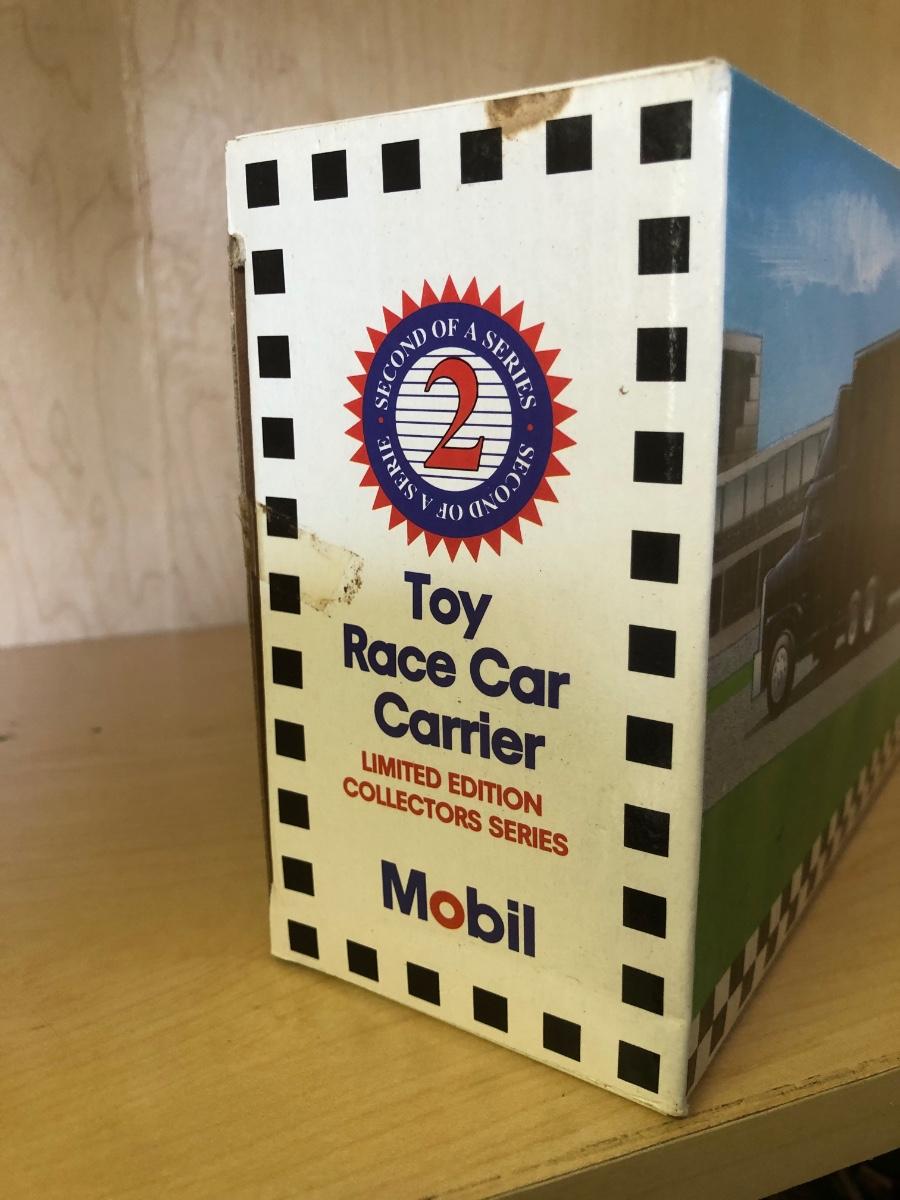 SECOND OF A SERIES • SECOND OF A SERIE •
2
Toy
Race Car
Carrier
LIMITED EDITION
COLLECTORS SERIES
Mobil